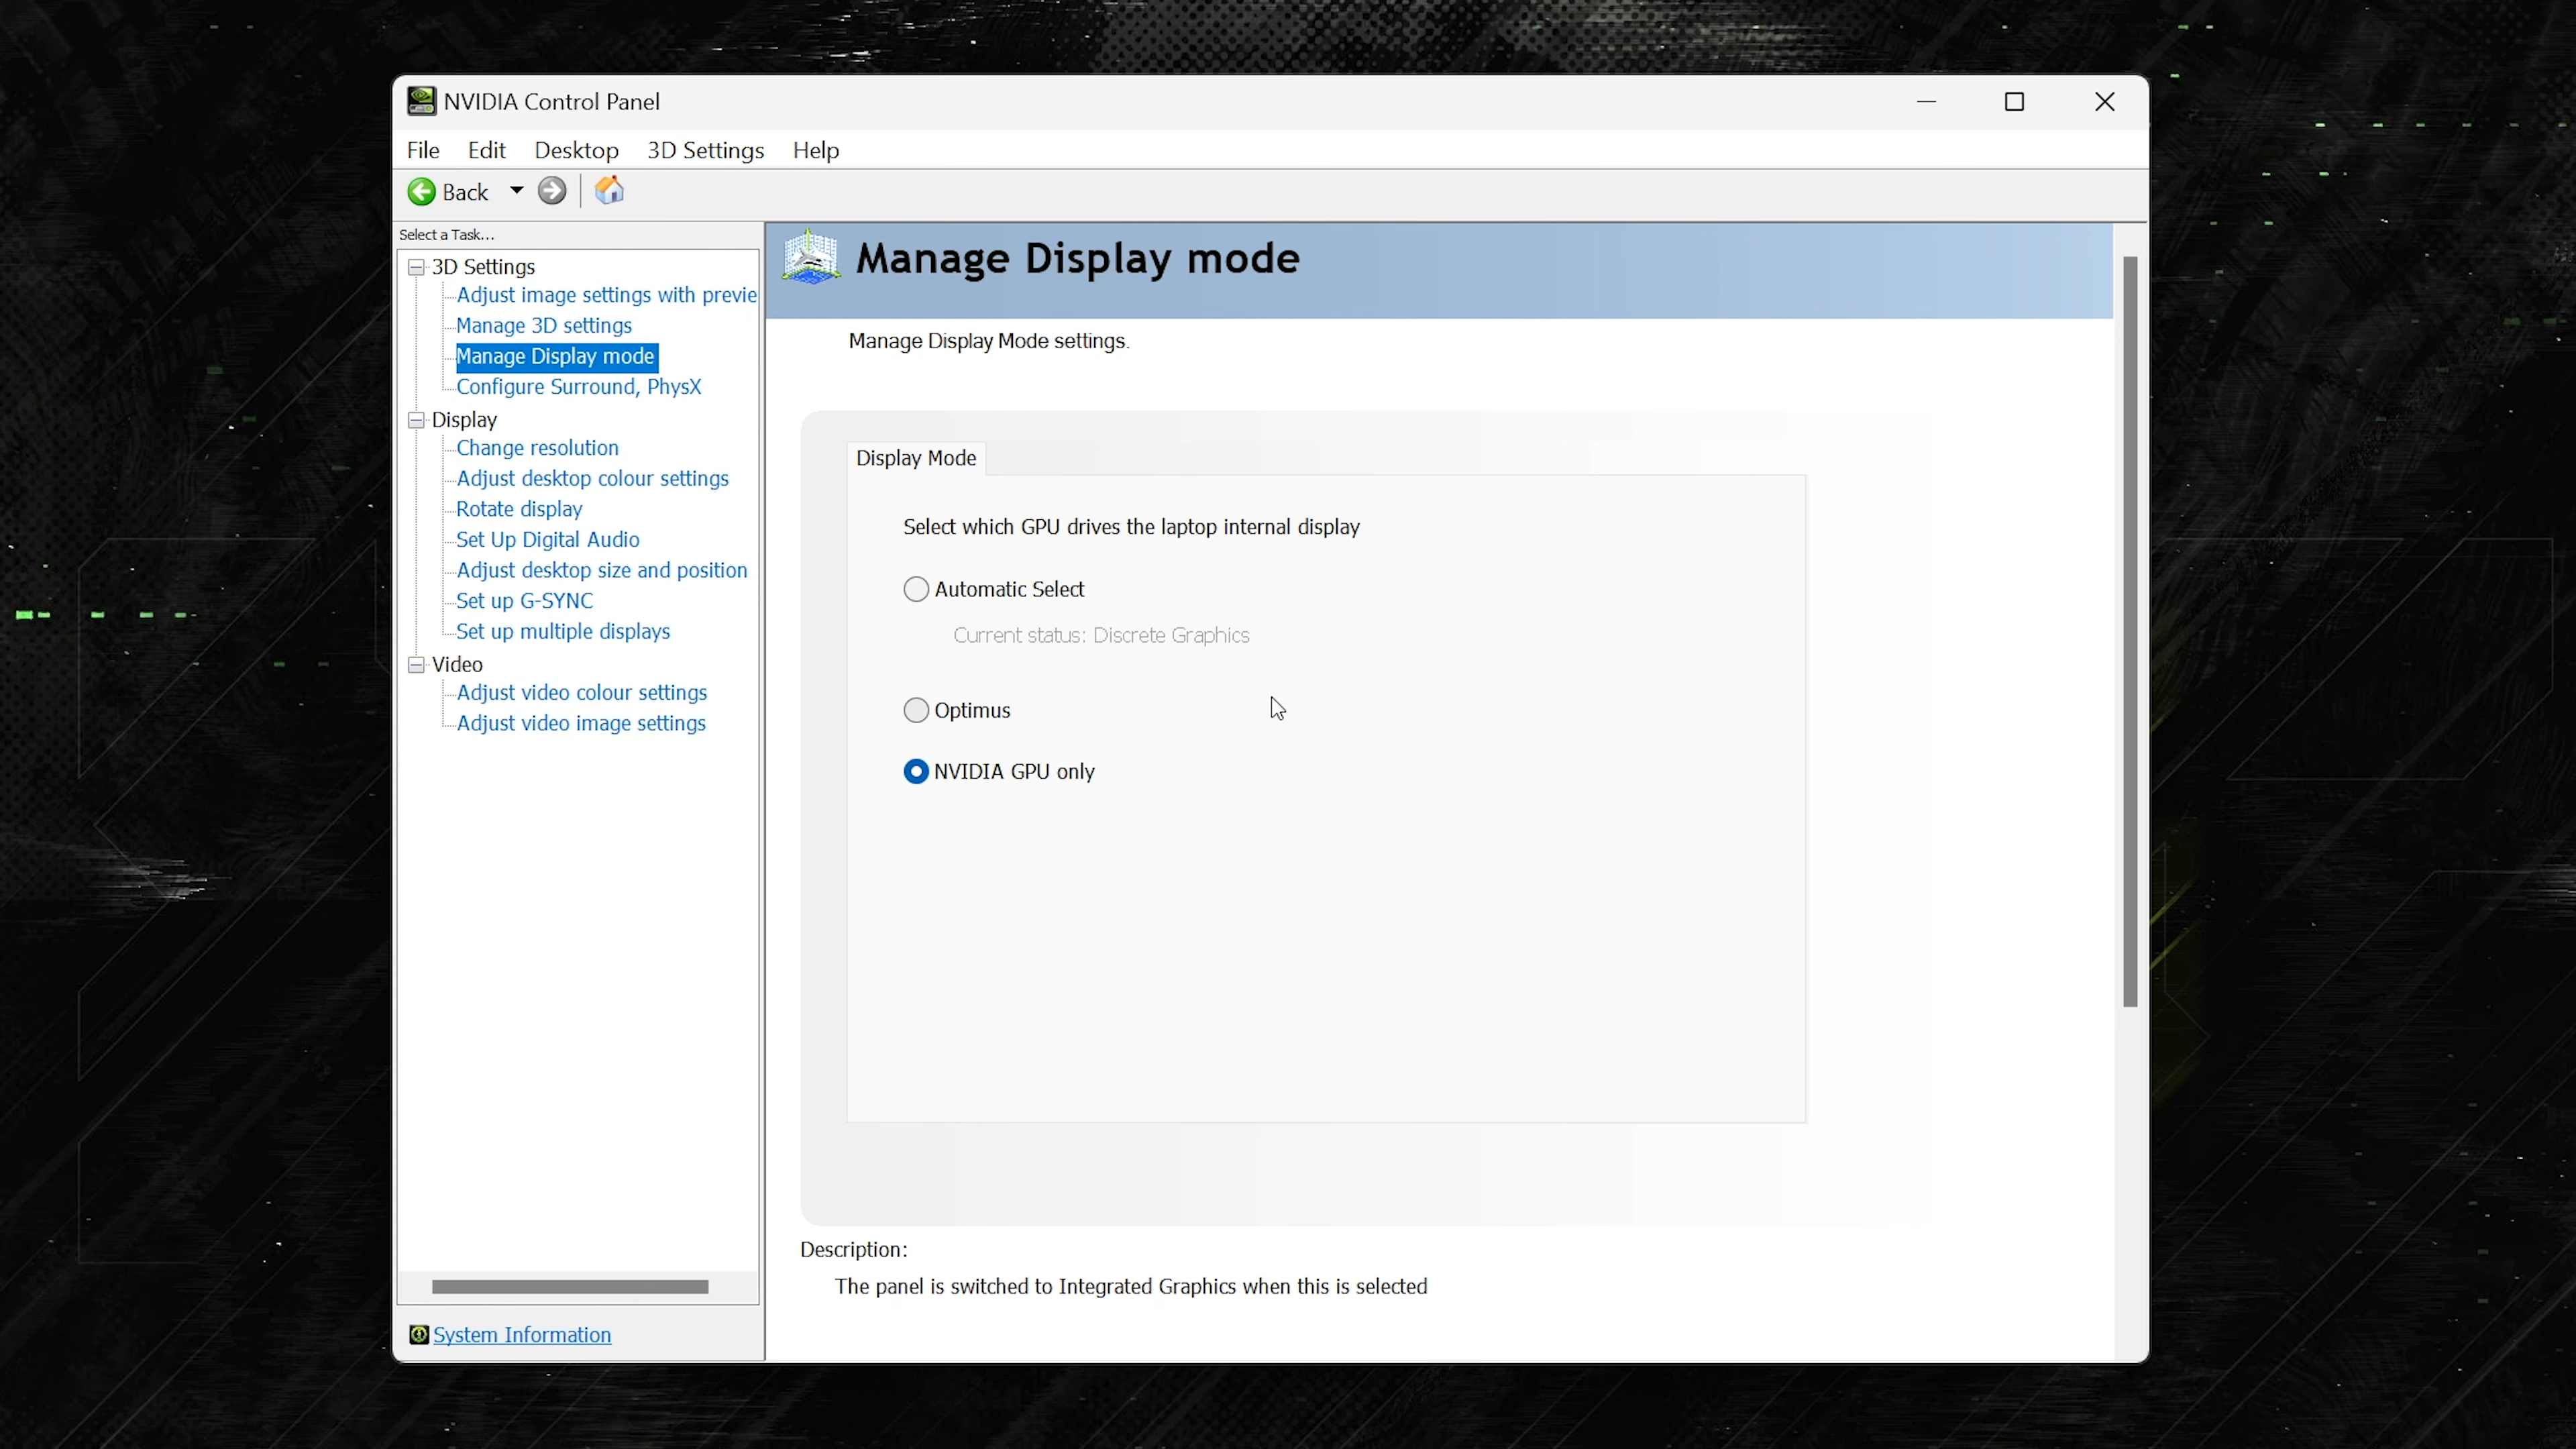 NVIDIA Control Panel
File Edit Desktop 3D Settings Help
Back
Select a Task...
3D Settings
Adjust image settings with previe
Manage 3D settings
Manage Display mode
Configure Surround, PhysX
Display
Change resolution
Adjust desktop colour settings
Rotate display
Set Up Digital Audio
Adjust desktop size and position
Set up G-SYNC
Set up multiple displays
Video
Adjust video colour settings
Adjust video image settings
System Information
Manage Display mode
Manage Display Mode settings.
Display Mode
Select which GPU drives the laptop internal display
Automatic Select
Current status: Discrete Graphics
Optimus
NVIDIA GPU only
Description:
The panel is switched to Integrated Graphics when this is selected